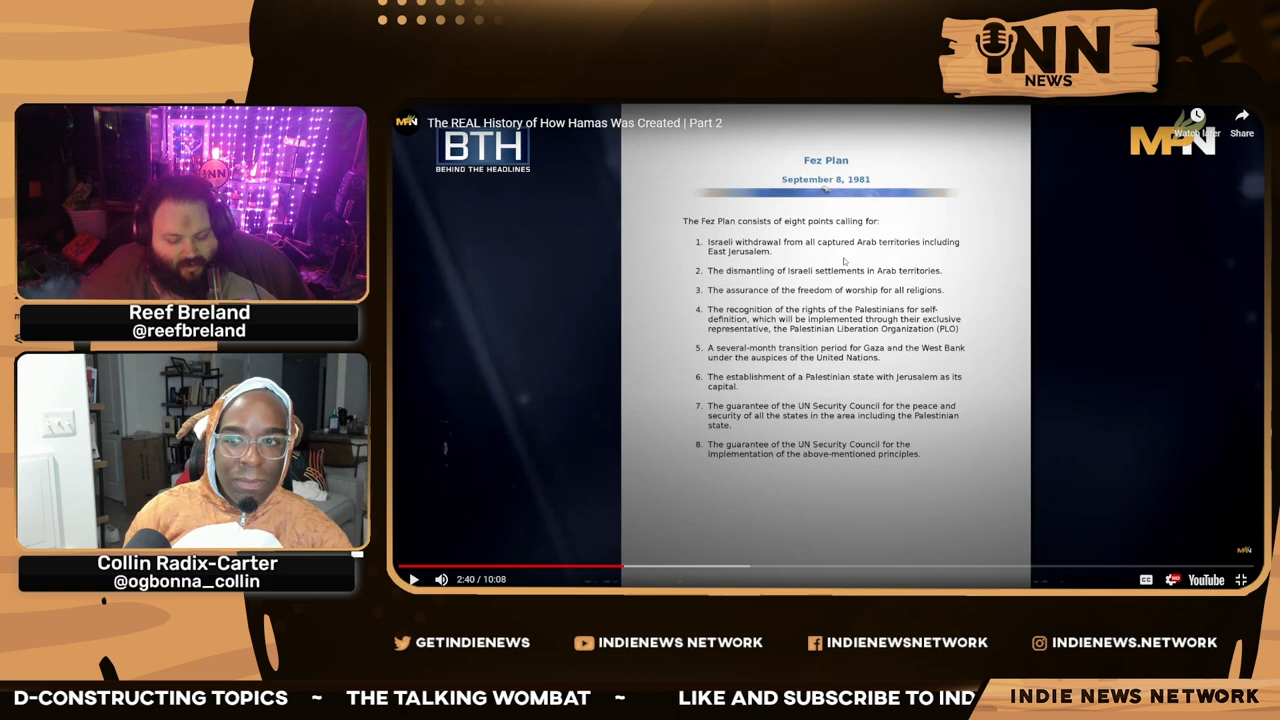 iNN
NEWS
The REAL History of How Hamas Was Created | Part 2
BTH
BEHIND THE HEADLINES
MPN
Watch later
Share
Fez Plan
September 8, 1981
The Fez Plan consists of eight points calling for:
1. Israeli withdrawal from all captured Arab territories including
East Jerusalem.
2. The dismantling of Israeli settlements in Arab territories.
3. The assurance of the freedom of worship for all religions.
4. The recognition of the rights of the Palestinians for self-
definition, which will be implemented through their exclusive
representative, the Palestinian Liberation Organization (PLO)
5. A several-month transition period for Gaza and the West Bank
under the auspices of the United Nations.
6. The establishment of a Palestinian state with Jerusalem as its
capital.
7. The guarantee of the UN Security Council for the peace and
security of all the states in the area including the Palestinian
state.
8. The guarantee of the UN Security Council for the
implementation of the above-mentioned principles.
2:40 / 10:08
CC
HD
YouTube
iNN
Reef Breland
@reefbreland
Collin Radix-Carter
@ogbonna_collin
GETINDIENEWS
INDIENEWS NETWORK
INDIENEWSNETWORK
INDIENEWS.NETWORK
D-CONSTRUCTING TOPICS ~ THE TALKING WOMBAT ~ LIKE AND SUBSCRIBE TO IND
INDIE NEWS NETWORK